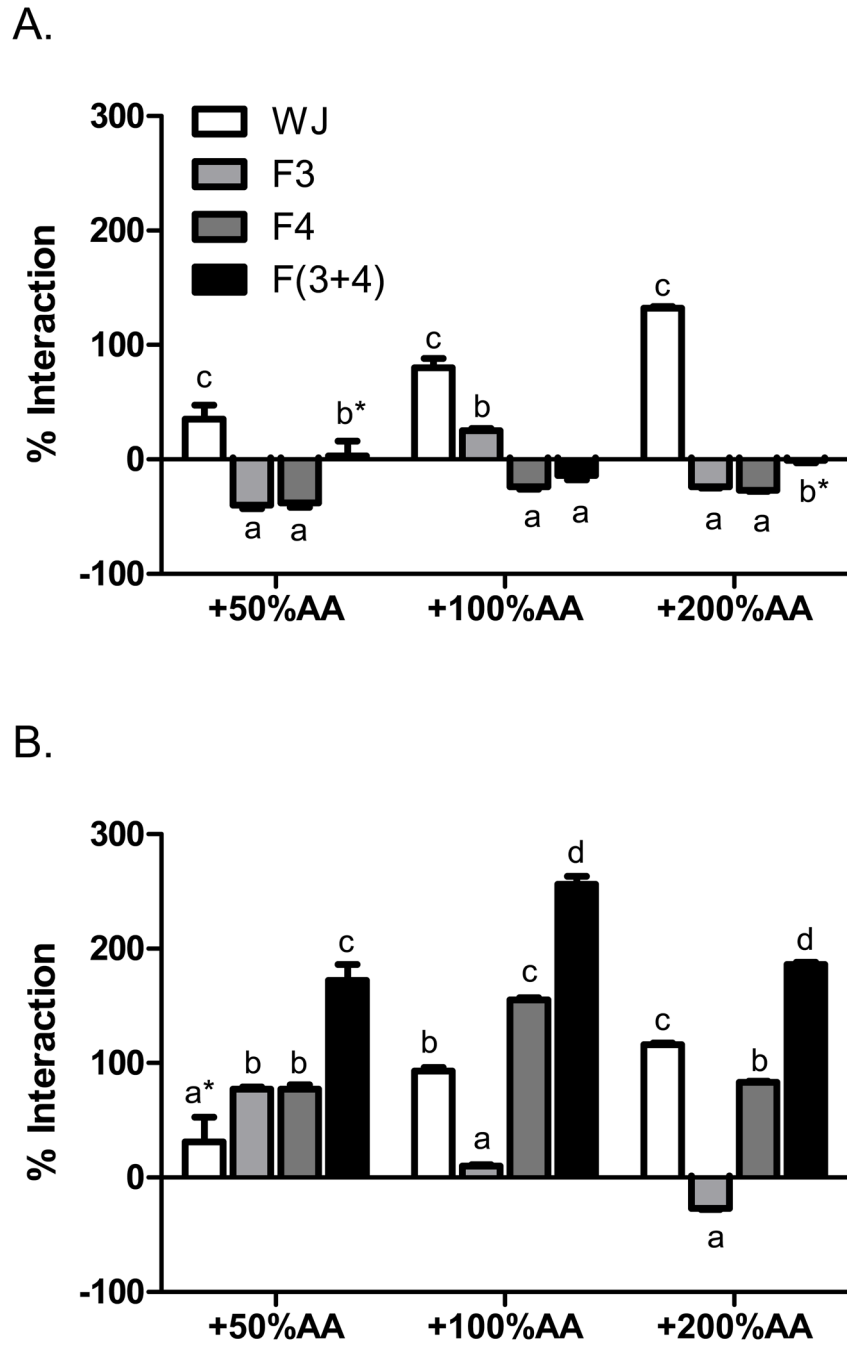 A.
300
200
100
0
-100
% Interaction
WJ
F3
F4
F(3+4)
c a a b*
c b a a
c a a b*
+50%AA +100%AA +200%AA
B.
300
200
100
0
-100
% Interaction
a* b b c
b a c d
c a b d
+50%AA +100%AA +200%AA